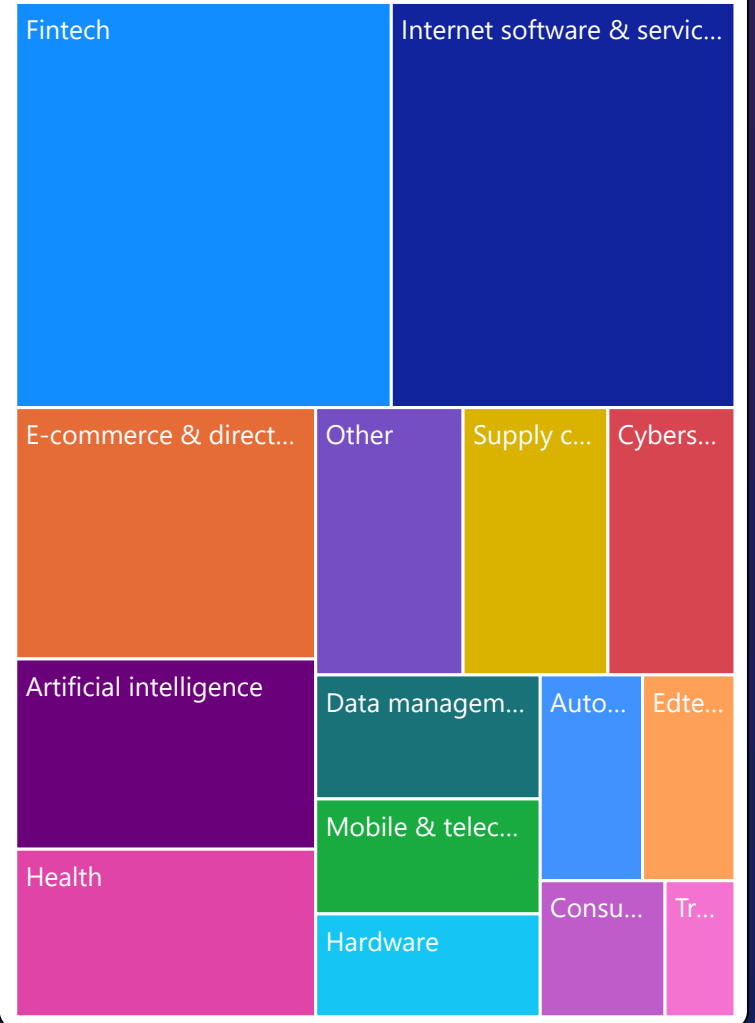 Fintech
Internet software & servic...
E-commerce & direct...
Other
Supply c...
Cybers...
Artificial intelligence
Data managem...
Auto...
Edte...
Mobile & telec...
Health
Consu...
Tr...
Hardware